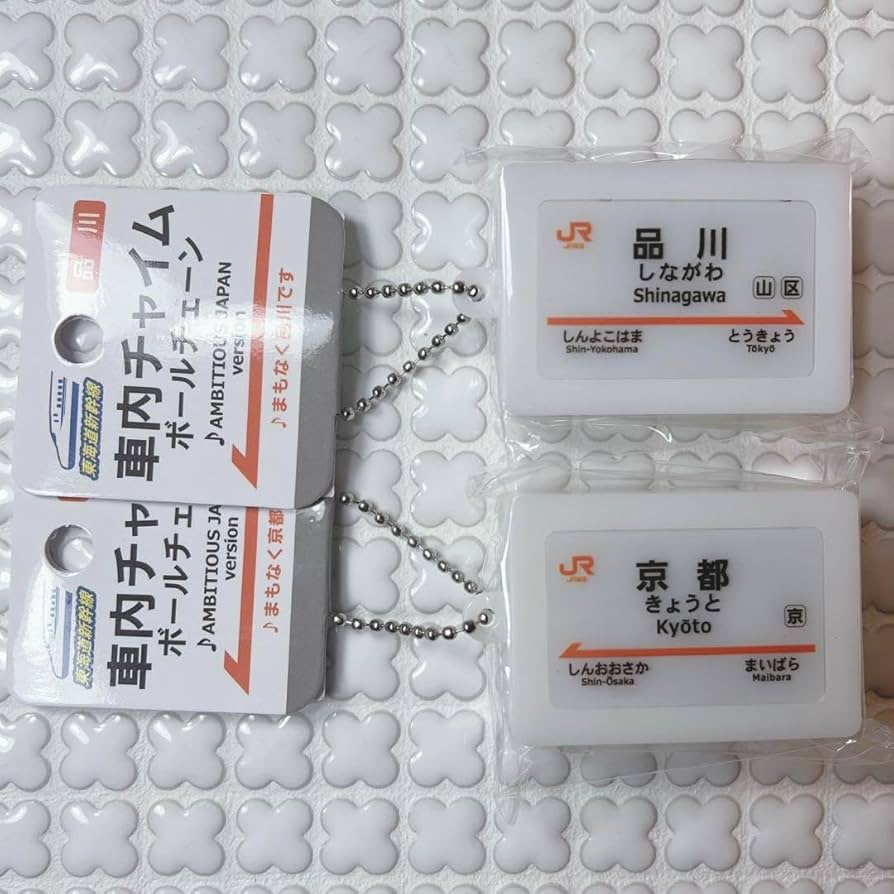 品川
車内チャイム
ボールチェーン
♪AMBITIOUS JAPAN
version
♪まもなく品川です
東海道新幹線
車内チャ
ボールチェ
♪AMBITIOUS JA
version
♪まもなく京都
東海道新幹線
JR
品川
しながわ
Shinagawa
山 区
しんよこはま
Shin-Yokohama
とうきょう
Tōkyō
JR
京都
きょうと
Kyōto
京
しんおおさか
Shin-Ōsaka
まいばら
Maibara